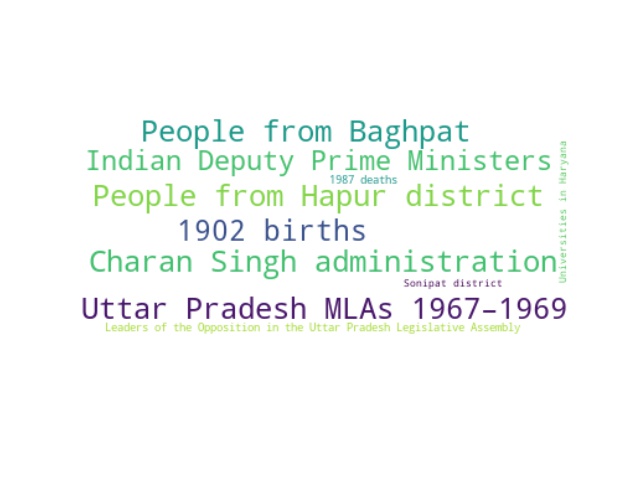 People from Baghpat
Indian Deputy Prime Ministers
1987 deaths
People from Hapur district
1902 births
Charan Singh administration
Sonipat district
Uttar Pradesh MLAs 1967–1969
Leaders of the Opposition in the Uttar Pradesh Legislative Assembly
Universities in Haryana